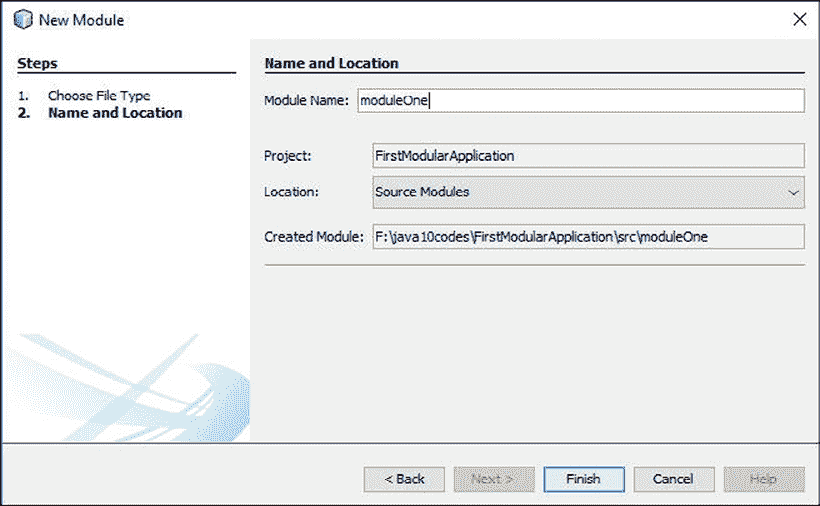 New Module
Steps
1. Choose File Type
2. Name and Location
Name and Location
Module Name: moduleOne
Project: FirstModularApplication
Location: Source Modules
Created Module: F:\java10codes\FirstModularApplication\src\moduleOne
< Back Next > Finish Cancel Help